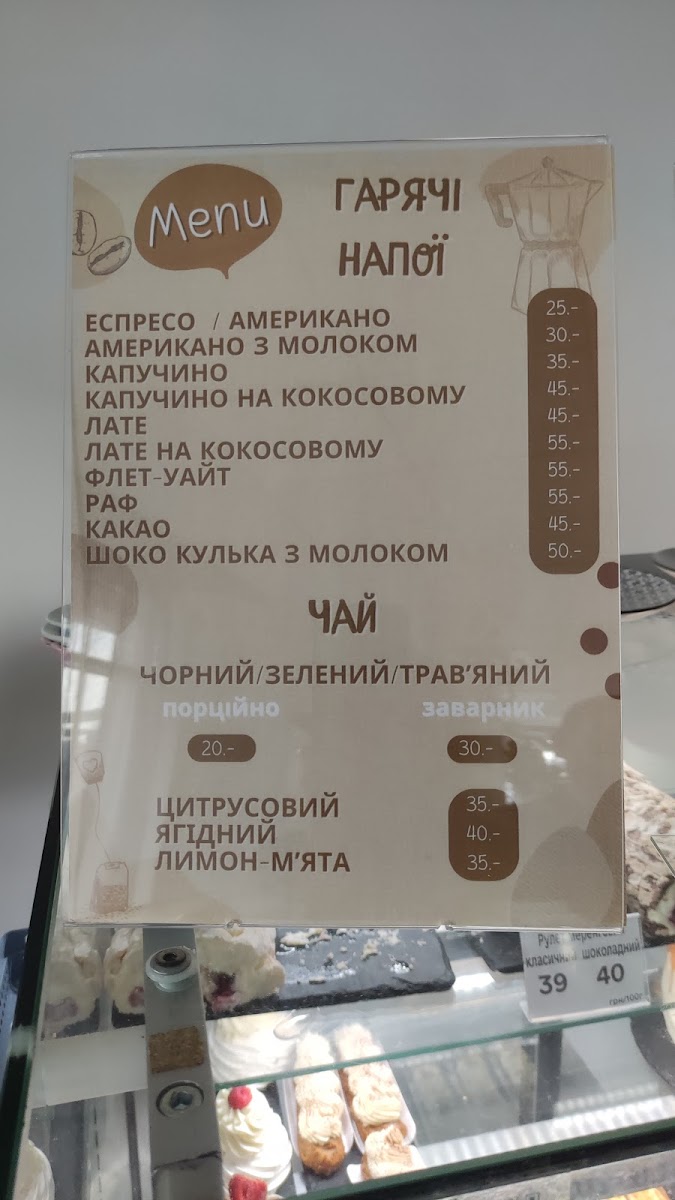 Menu
ГАРЯЧІ
НАПОЇ
ЕСПРЕСО / АМЕРИКАНО 25.-
АМЕРИКАНО З МОЛОКОМ 30.-
КАПУЧИНО 35.-
КАПУЧИНО НА КОКОСОВОМУ 45.-
ЛАТЕ 45.-
ЛАТЕ НА КОКОСОВОМУ 55.-
ФЛЕТ-УАЙТ 55.-
РАФ 55.-
КАКАО 45.-
ШОКО КУЛЬКА З МОЛОКОМ 50.-
ЧАЙ
ЧОРНИЙ/ЗЕЛЕНИЙ/ТРАВ'ЯНИЙ
порційно заварник
20.- 30.-
ЦИТРУСОВИЙ 35.-
ЯГІДНИЙ 40.-
ЛИМОН-М'ЯТА 35.-
шоколадний
39 40
грн/100г